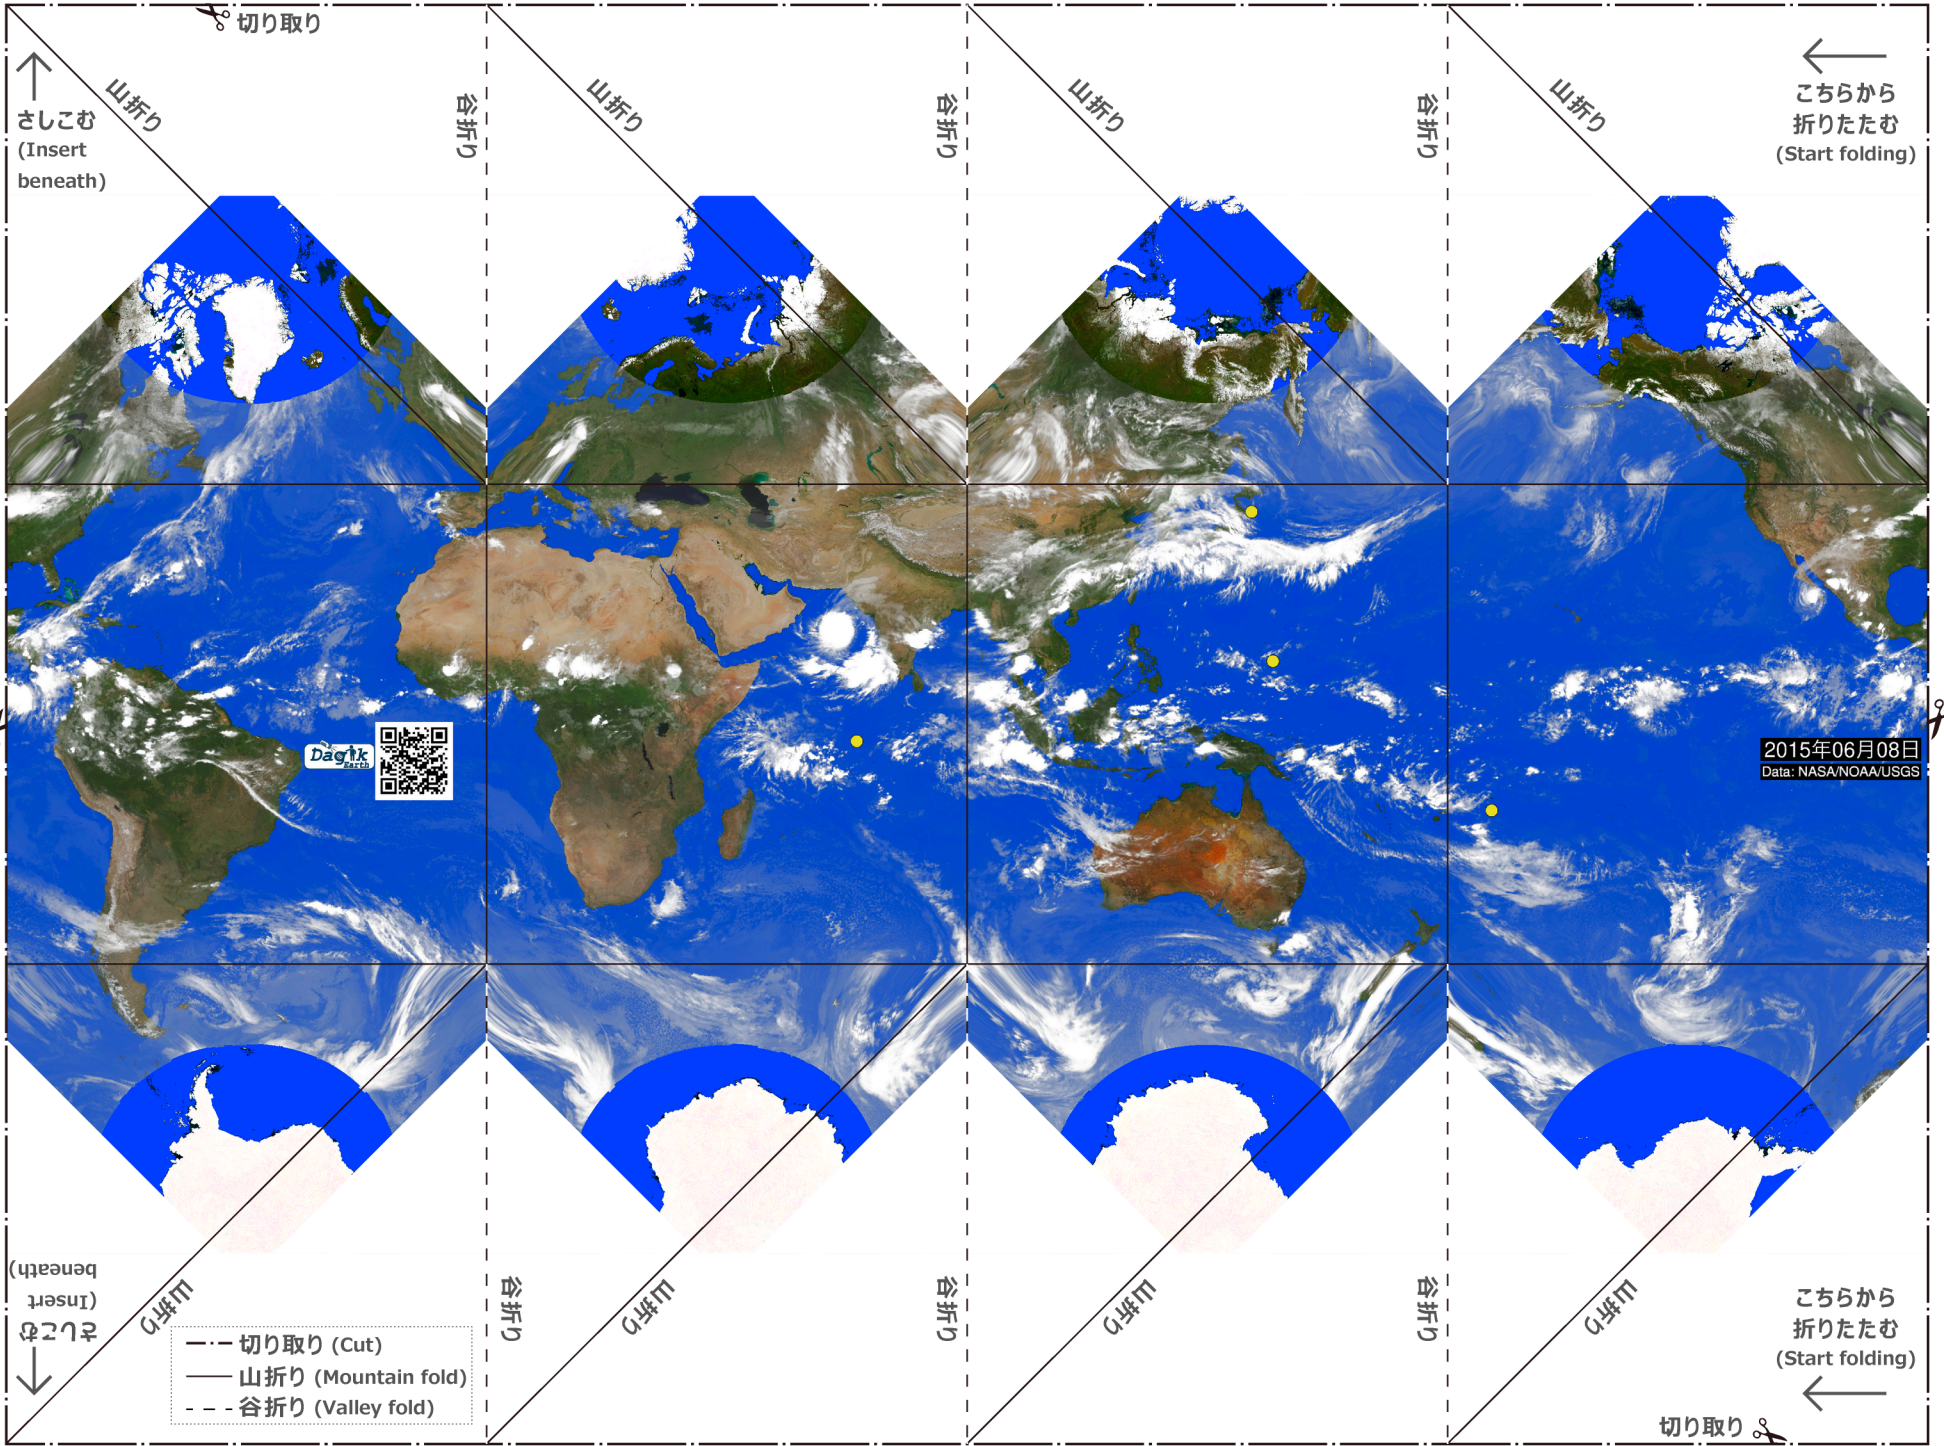 切り取り
山折り
谷折り
山折り
谷折り
山折り
谷折り
山折り
さしこむ
(Insert
beneath)
こちらから
折りたたむ
(Start folding)
Dagik
Earth
2015年06月08日
Data: NASA/NOAA/USGS
さしこむ
(Insert
beneath)
山折り
谷折り
山折り
谷折り
山折り
谷折り
山折り
こちらから
折りたたむ
(Start folding)
切り取り (Cut)
山折り (Mountain fold)
谷折り (Valley fold)
切り取り